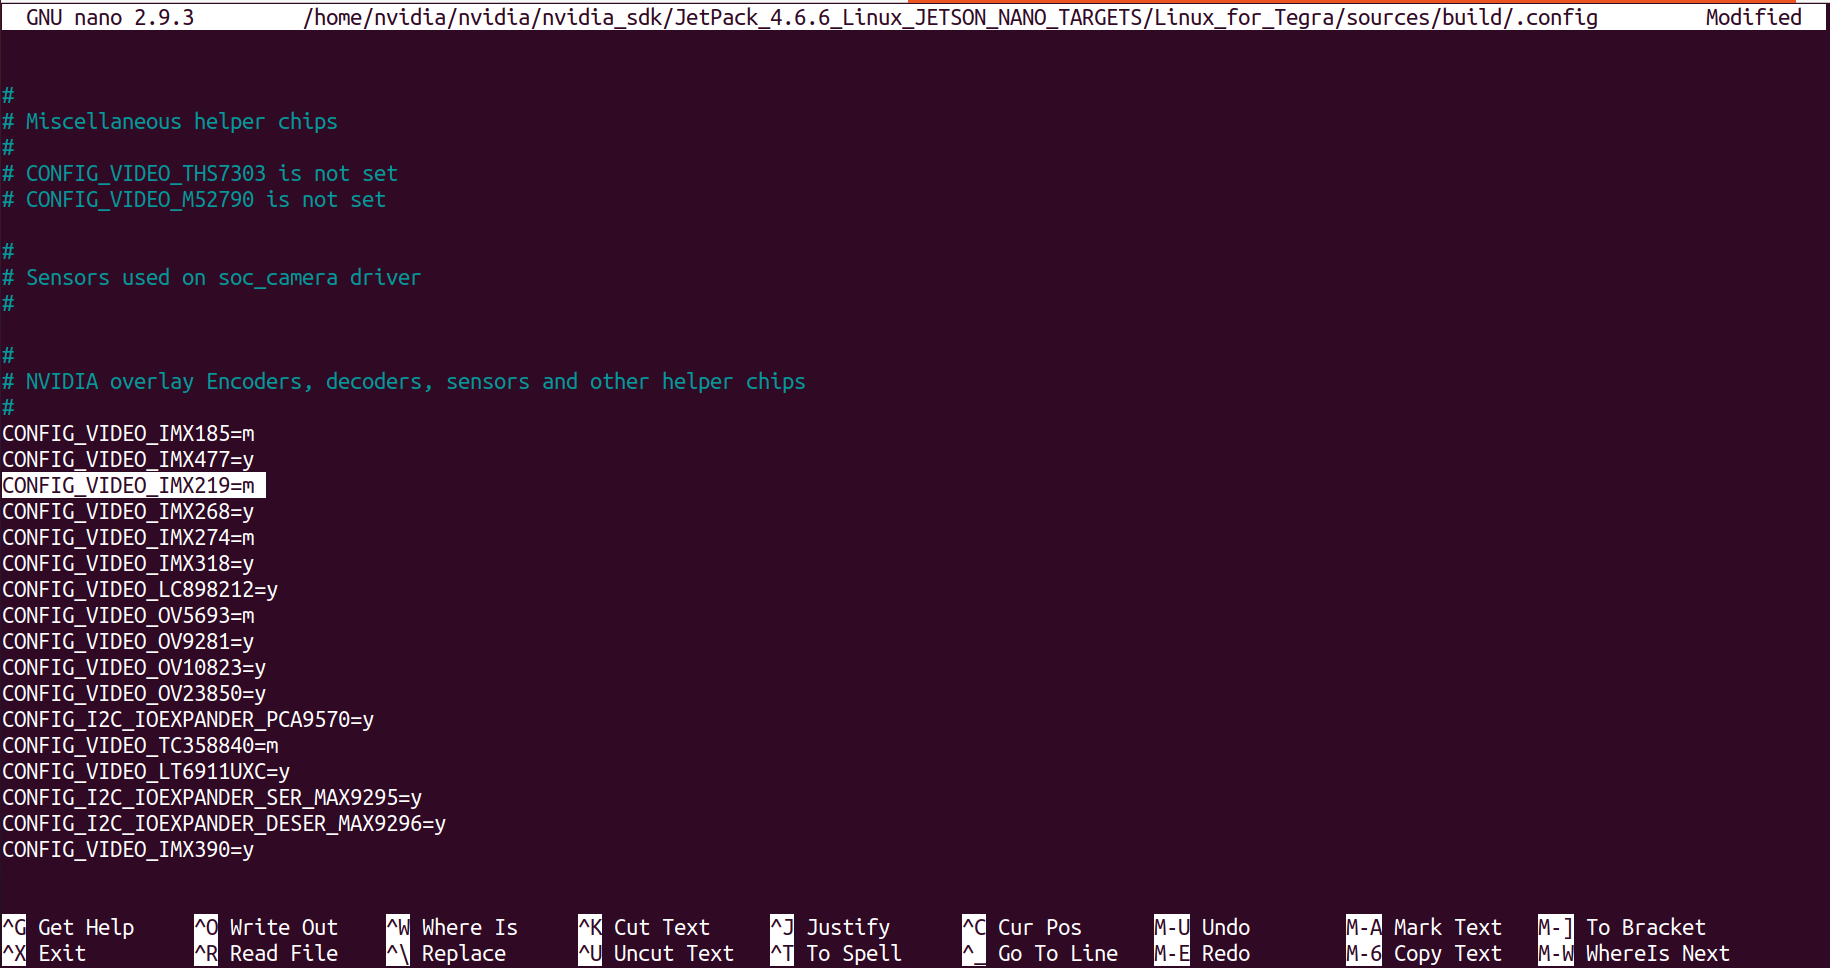 GNU nano 2.9.3 /home/nvidia/nvidia/nvidia_sdk/JetPack_4.6.6_Linux_JETSON_NANO_TARGETS/Linux_for_Tegra/sources/build/.config Modified
#
# Miscellaneous helper chips
#
# CONFIG_VIDEO_THS7303 is not set
# CONFIG_VIDEO_M52790 is not set
#
# Sensors used on soc_camera driver
#
#
# NVIDIA overlay Encoders, decoders, sensors and other helper chips
#
CONFIG_VIDEO_IMX185=m
CONFIG_VIDEO_IMX477=y
CONFIG_VIDEO_IMX219=m
CONFIG_VIDEO_IMX268=y
CONFIG_VIDEO_IMX274=m
CONFIG_VIDEO_IMX318=y
CONFIG_VIDEO_LC898212=y
CONFIG_VIDEO_OV5693=m
CONFIG_VIDEO_OV9281=y
CONFIG_VIDEO_OV10823=y
CONFIG_VIDEO_OV23850=y
CONFIG_I2C_IOEXPANDER_PCA9570=y
CONFIG_VIDEO_TC358840=m
CONFIG_VIDEO_LT6911UXC=y
CONFIG_I2C_IOEXPANDER_SER_MAX9295=y
CONFIG_I2C_IOEXPANDER_DESER_MAX9296=y
CONFIG_VIDEO_IMX390=y
^G Get Help ^O Write Out ^W Where Is ^K Cut Text ^J Justify ^C Cur Pos M-U Undo M-A Mark Text M-] To Bracket
^X Exit ^R Read File ^\ Replace ^U Uncut Text ^T To Spell ^_ Go To Line M-E Redo M-6 Copy Text M-W WhereIs Next